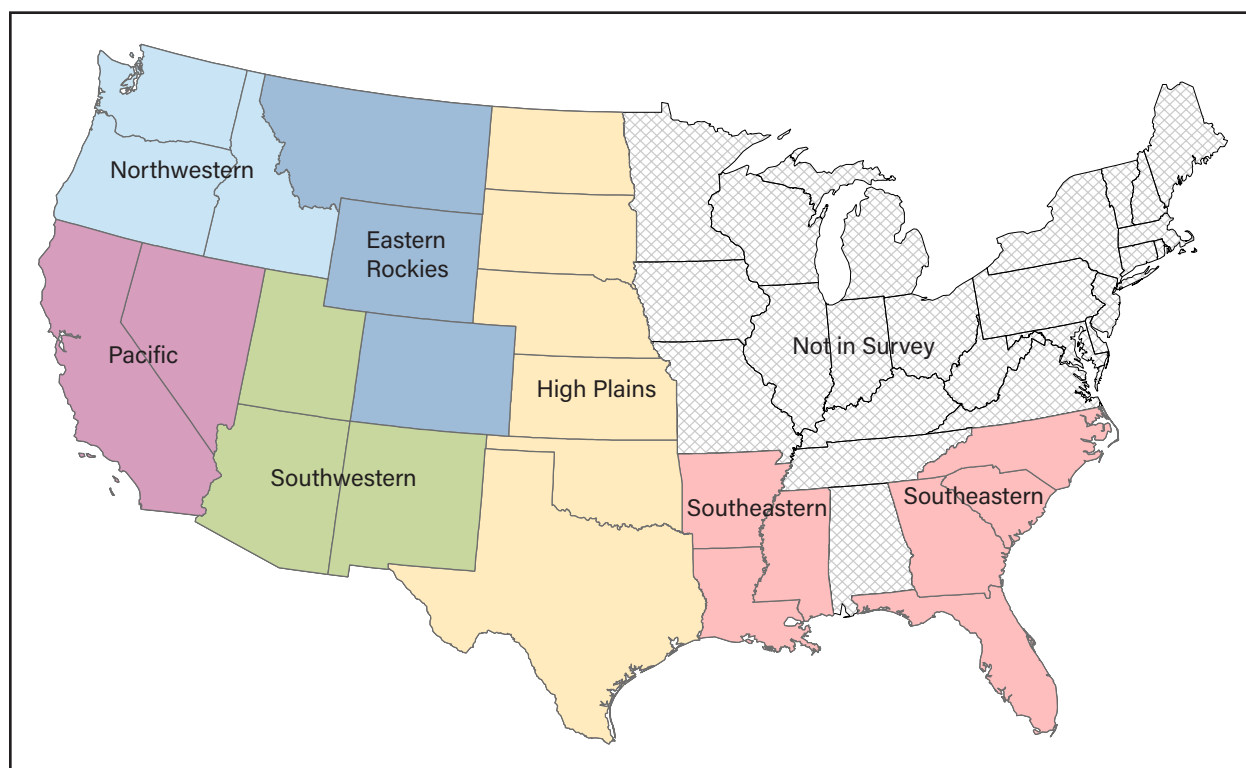 Northwestern
Eastern
Rockies
Pacific
Not in Survey
High Plains
Southwestern
Southeastern
Southeastern